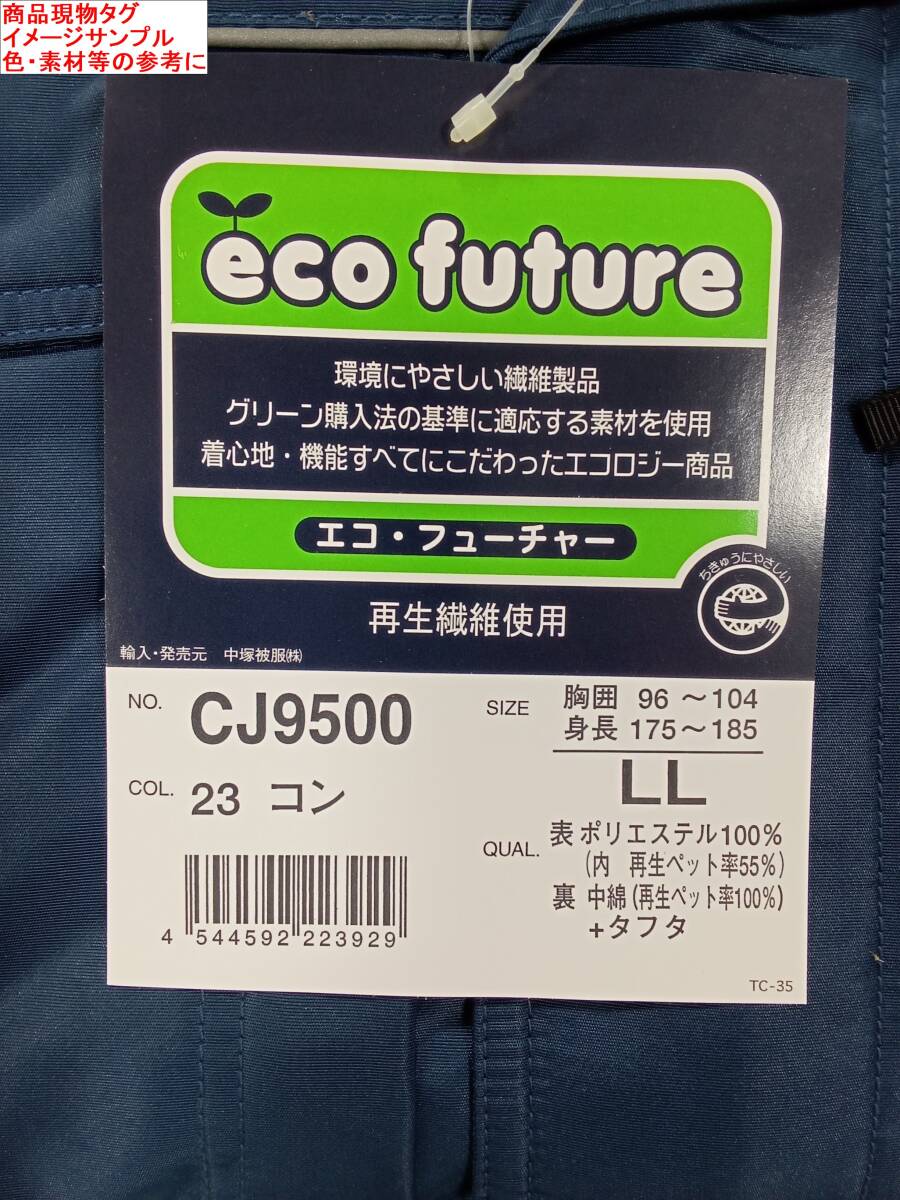 商品現物タグ
イメージサンプル
色・素材等の参考に
eco future
環境にやさしい繊維製品
グリーン購入法の基準に適応する素材を使用
着心地・機能すべてにこだわったエコロジー商品
エコ・フューチャー
ちきゅうにやさしい
再生繊維使用
輸入・発売元 中塚被服㈱
NO. CJ9500
SIZE 胸囲 96 ～104
身長 175～185
LL
COL. 23 コン
QUAL. 表 ポリエステル100%
(内 再生ペット率55%)
裏 中綿(再生ペット率100%)
+タフタ
4 544592 223929
TC-35